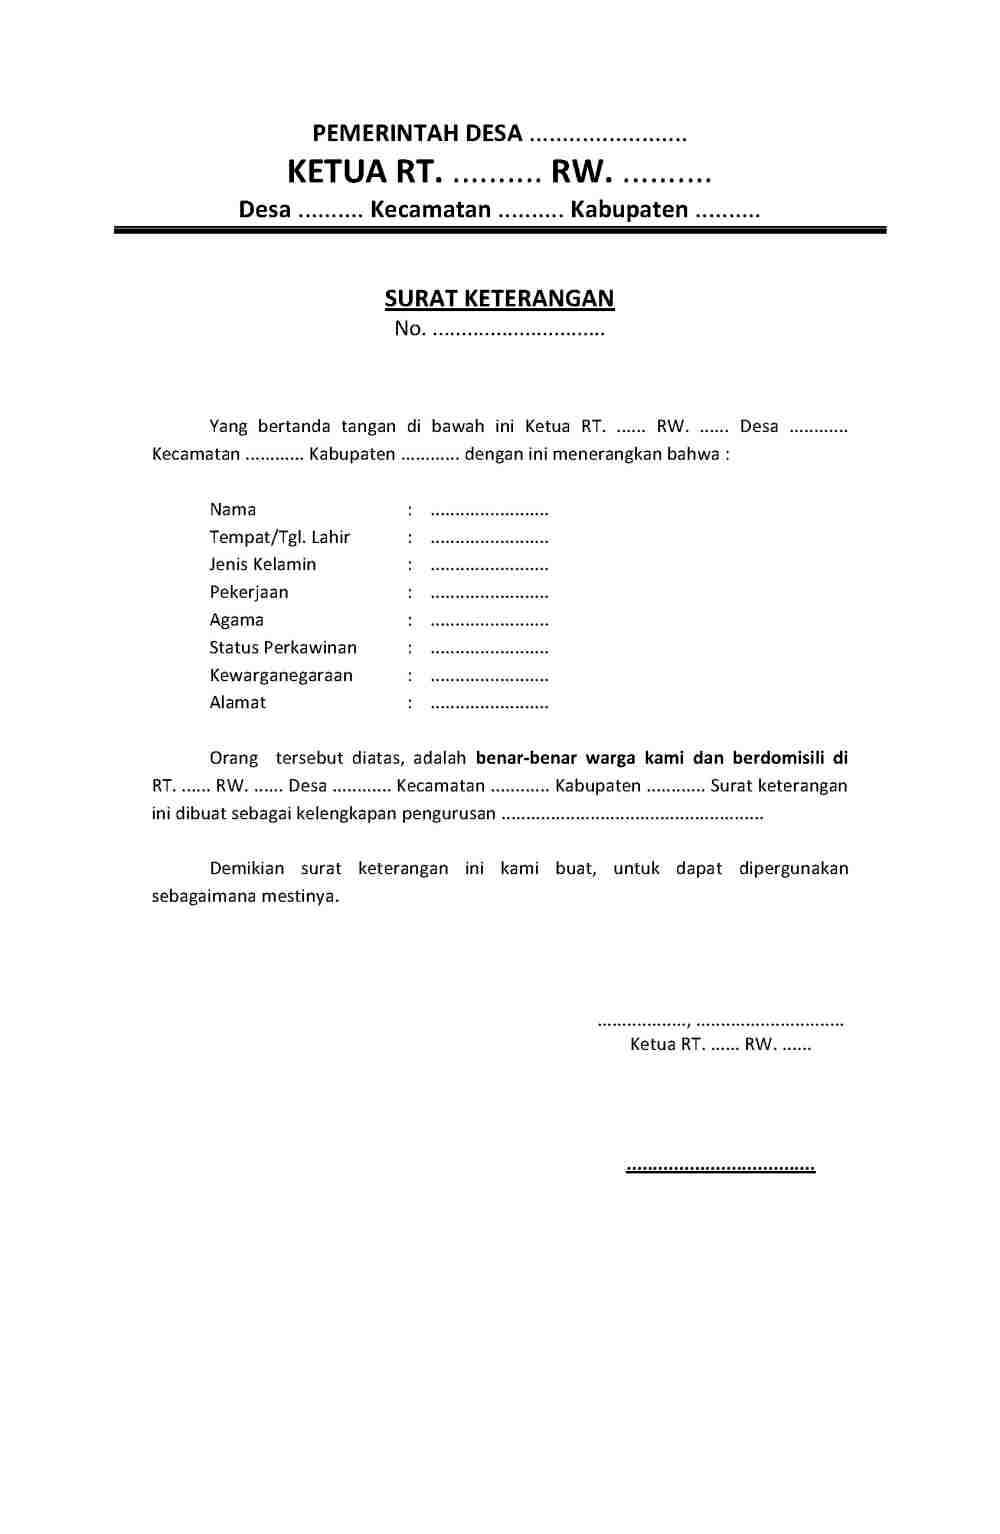 PEMERINTAH DESA ........................
KETUA RT. .......... RW. ..........
Desa .......... Kecamatan .......... Kabupaten ..........
SURAT KETERANGAN
No. ..............................
Yang bertanda tangan di bawah ini Ketua RT. ...... RW. ...... Desa ............
Kecamatan ............ Kabupaten ............ dengan ini menerangkan bahwa :
Nama : ........................
Tempat/Tgl. Lahir : ........................
Jenis Kelamin : ........................
Pekerjaan : ........................
Agama : ........................
Status Perkawinan : ........................
Kewarganegaraan : ........................
Alamat : ........................
Orang tersebut diatas, adalah benar-benar warga kami dan berdomisili di
RT. ...... RW. ...... Desa ............ Kecamatan ............ Kabupaten ............ Surat keterangan
ini dibuat sebagai kelengkapan pengurusan .....................................................
Demikian surat keterangan ini kami buat, untuk dapat dipergunakan
sebagaimana mestinya.
.................., ..............................
Ketua RT. ...... RW. ......
....................................